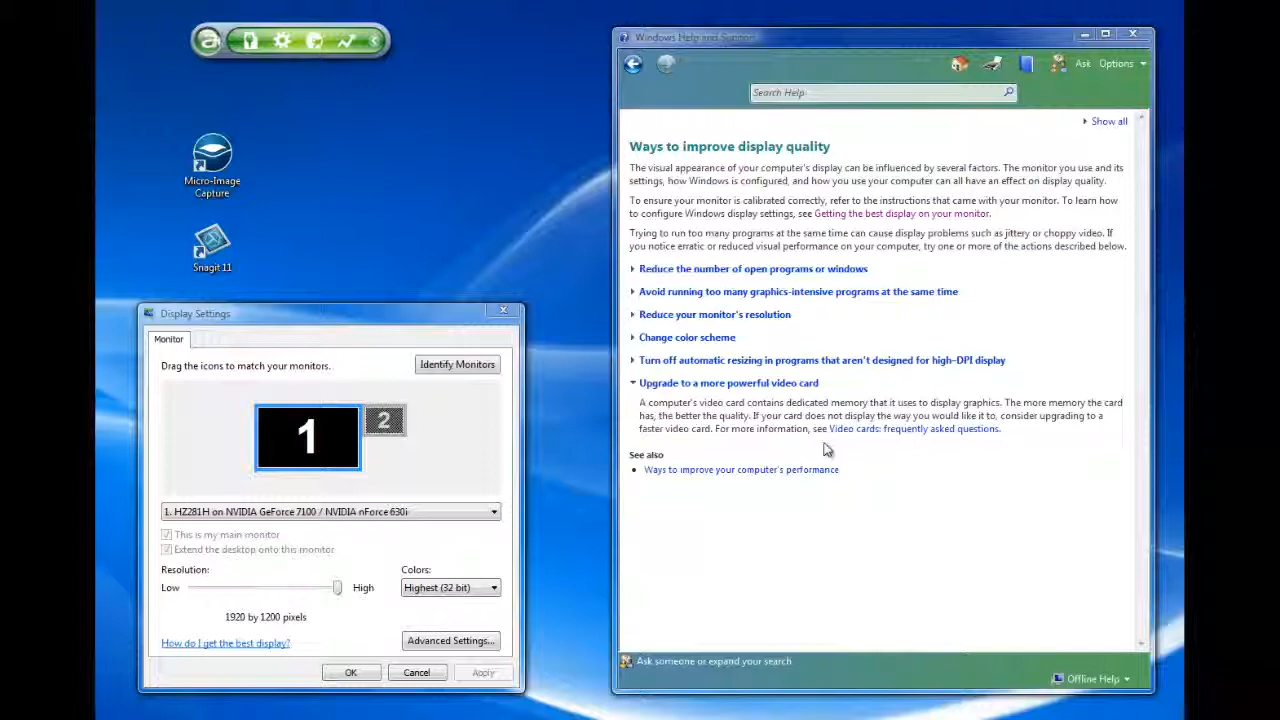 Micro-Image
Capture
Snagit 11
Display Settings
Monitor
Drag the icons to match your monitors.
Identify Monitors
1
2
1. HZ281H on NVIDIA GeForce 7100 / NVIDIA nForce 630i
This is my main monitor
Extend the desktop onto this monitor
Resolution:
Low
High
1920 by 1200 pixels
Colors:
Highest (32 bit)
How do I get the best display?
Advanced Settings...
OK
Cancel
Apply
Windows Help and Support
Ask
Options
Search Help
Show all
Ways to improve display quality
The visual appearance of your computer's display can be influenced by several factors. The monitor you use and its
settings, how Windows is configured, and how you use your computer can all have an effect on display quality.
To ensure your monitor is calibrated correctly, refer to the instructions that came with your monitor. To learn how
to configure Windows display settings, see Getting the best display on your monitor.
Trying to run too many programs at the same time can cause display problems such as jittery or choppy video. If
you notice erratic or reduced visual performance on your computer, try one or more of the actions described below.
Reduce the number of open programs or windows
Avoid running too many graphics-intensive programs at the same time
Reduce your monitor's resolution
Change color scheme
Turn off automatic resizing in programs that aren't designed for high-DPI display
Upgrade to a more powerful video card
A computer's video card contains dedicated memory that it uses to display graphics. The more memory the card
has, the better the quality. If your card does not display the way you would like it to, consider upgrading to a
faster video card. For more information, see Video cards: frequently asked questions.
See also
Ways to improve your computer's performance
Ask someone or expand your search
Offline Help